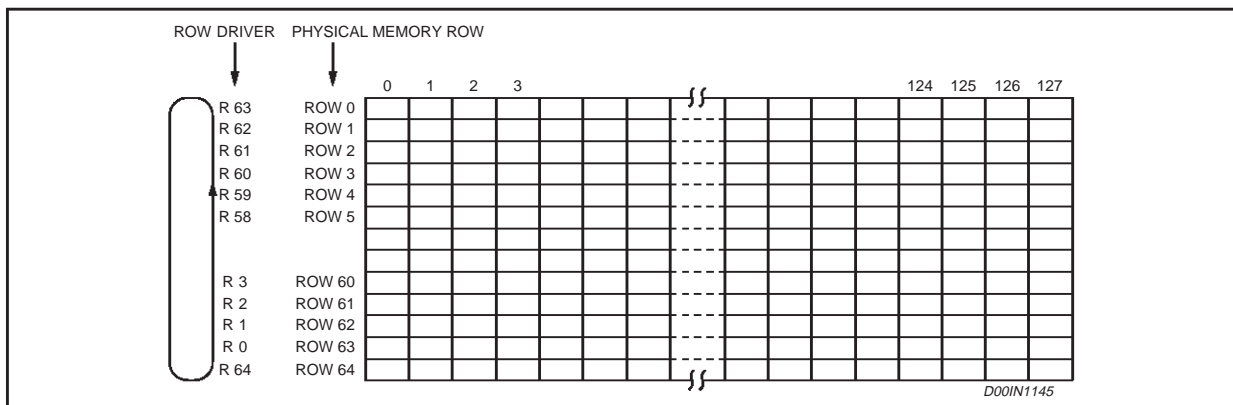 ROW DRIVER PHYSICAL MEMORY ROW
0 1 2 3 124 125 126 127
R 63 ROW 0
R 62 ROW 1
R 61 ROW 2
R 60 ROW 3
R 59 ROW 4
R 58 ROW 5
R 3 ROW 60
R 2 ROW 61
R 1 ROW 62
R 0 ROW 63
R 64 ROW 64
D00IN1145